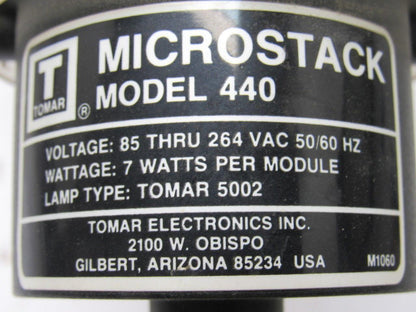 T
TOMAR ®
MICROSTACK
MODEL 440
VOLTAGE: 85 THRU 264 VAC 50/60 HZ
WATTAGE: 7 WATTS PER MODULE
LAMP TYPE: TOMAR 5002
TOMAR ELECTRONICS INC.
2100 W. OBISPO
GILBERT, ARIZONA 85234 USA
M1060